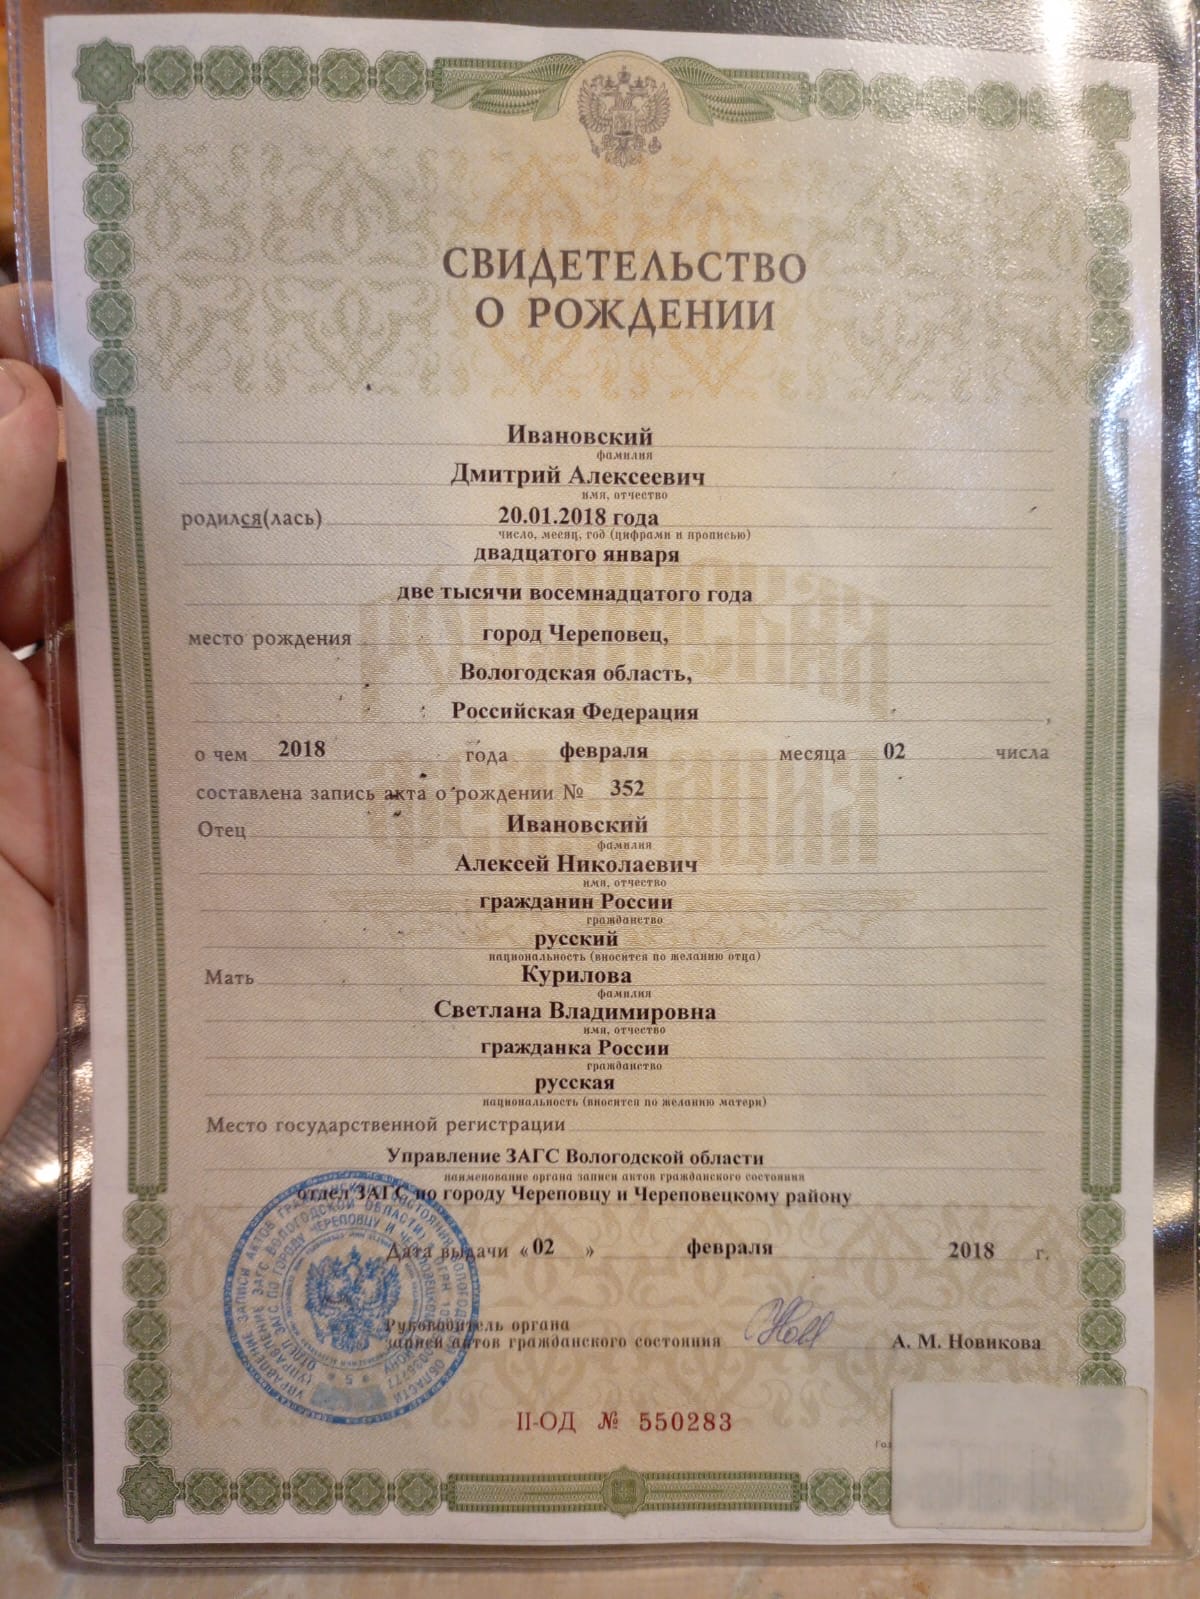 СВИДЕТЕЛЬСТВО
О РОЖДЕНИИ
Ивановский
фамилия
Дмитрий Алексеевич
имя, отчество
родился(лась) 20.01.2018 года
число, месяц, год (цифрами и прописью)
двадцатого января
две тысячи восемнадцатого года
место рождения город Череповец,
Вологодская область,
Российская Федерация
о чем 2018 года февраля месяца 02 числа
составлена запись акта о рождении № 352
Отец Ивановский
фамилия
Алексей Николаевич
имя, отчество
гражданин России
гражданство
русский
национальность (вносится по желанию отца)
Мать Курилова
фамилия
Светлана Владимировна
имя, отчество
гражданка России
гражданство
русская
национальность (вносится по желанию матери)
Место государственной регистрации
Управление ЗАГС Вологодской области
наименование органа записи актов гражданского состояния
отдел ЗАГС по городу Череповцу и Череповецкому району
Дата выдачи «02» февраля 2018 г.
Руководитель органа
записи актов гражданского состояния А. М. Новикова
II-ОД № 550283